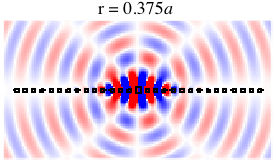 r = 0.375a